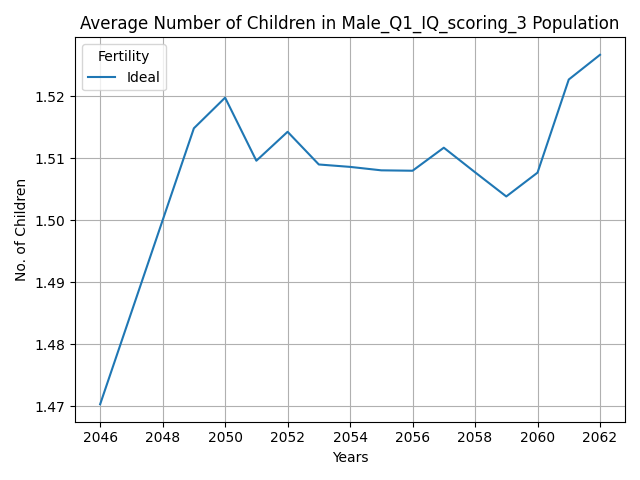 Average Number of Children in Male_Q1_IQ_scoring_3 Population
Fertility
Ideal
No. of Children
1.52
1.51
1.50
1.49
1.48
1.47
2046 2048 2050 2052 2054 2056 2058 2060 2062
Years